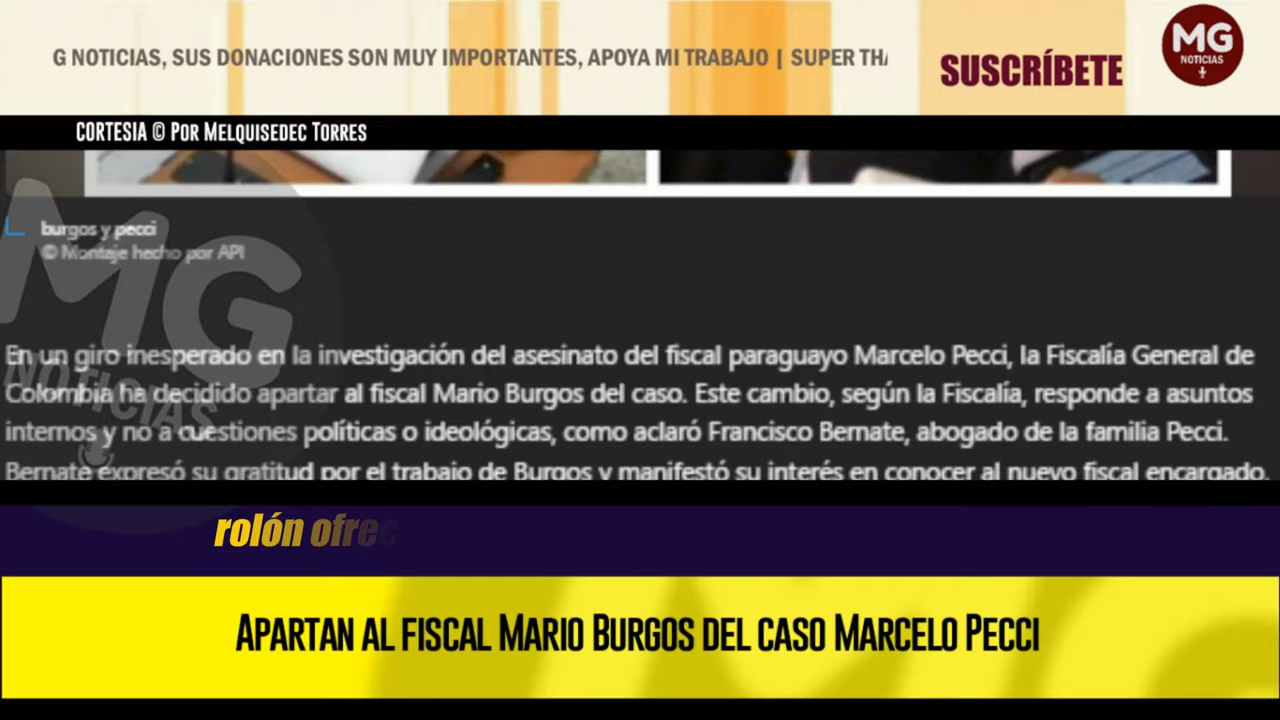 G NOTICIAS, SUS DONACIONES SON MUY IMPORTANTES, APOYA MI TRABAJO | SUPER
SUSCRÍBETE
MG
NOTICIAS
CORTESIA © POR MELQUISEDEC TORRES
burgos y pecci
© Montaje hecho por API
MG
NOTICIAS
En un giro inesperado en la investigación del asesinato del fiscal paraguayo Marcelo Pecci, la Fiscalía General de
Colombia ha decidido apartar al fiscal Mario Burgos del caso. Este cambio, según la Fiscalía, responde a asuntos
internos y no a cuestiones políticas o ideológicas, como aclaró Francisco Bernate, abogado de la familia Pecci.
Bernate expresó su gratitud por el trabajo de Burgos y manifestó su interés en conocer al nuevo fiscal encargado.
rolón ofrec
APARTAN AL FISCAL MARIO BURGOS DEL CASO MARCELO PECCI